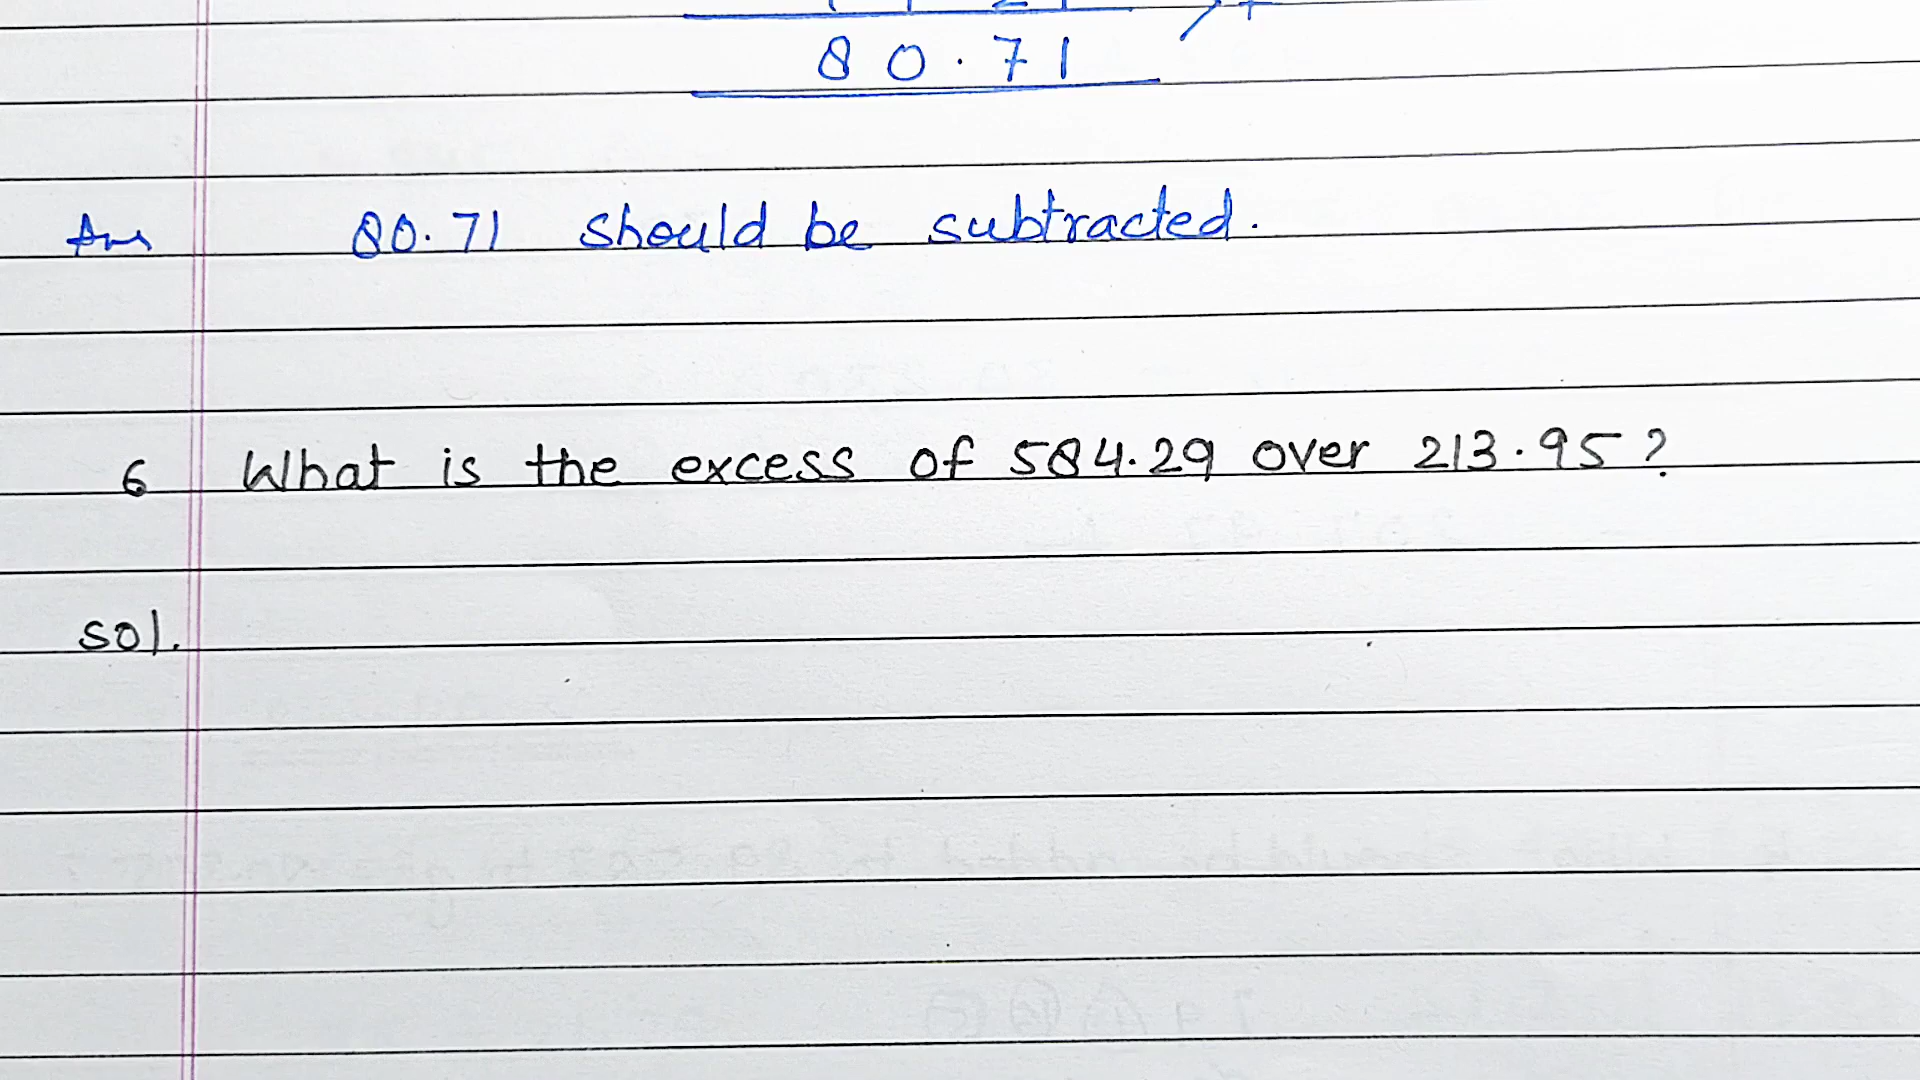 80.71
Ans 80.71 should be subtracted.
6 What is the excess of 584.29 over 213.95?
sol.